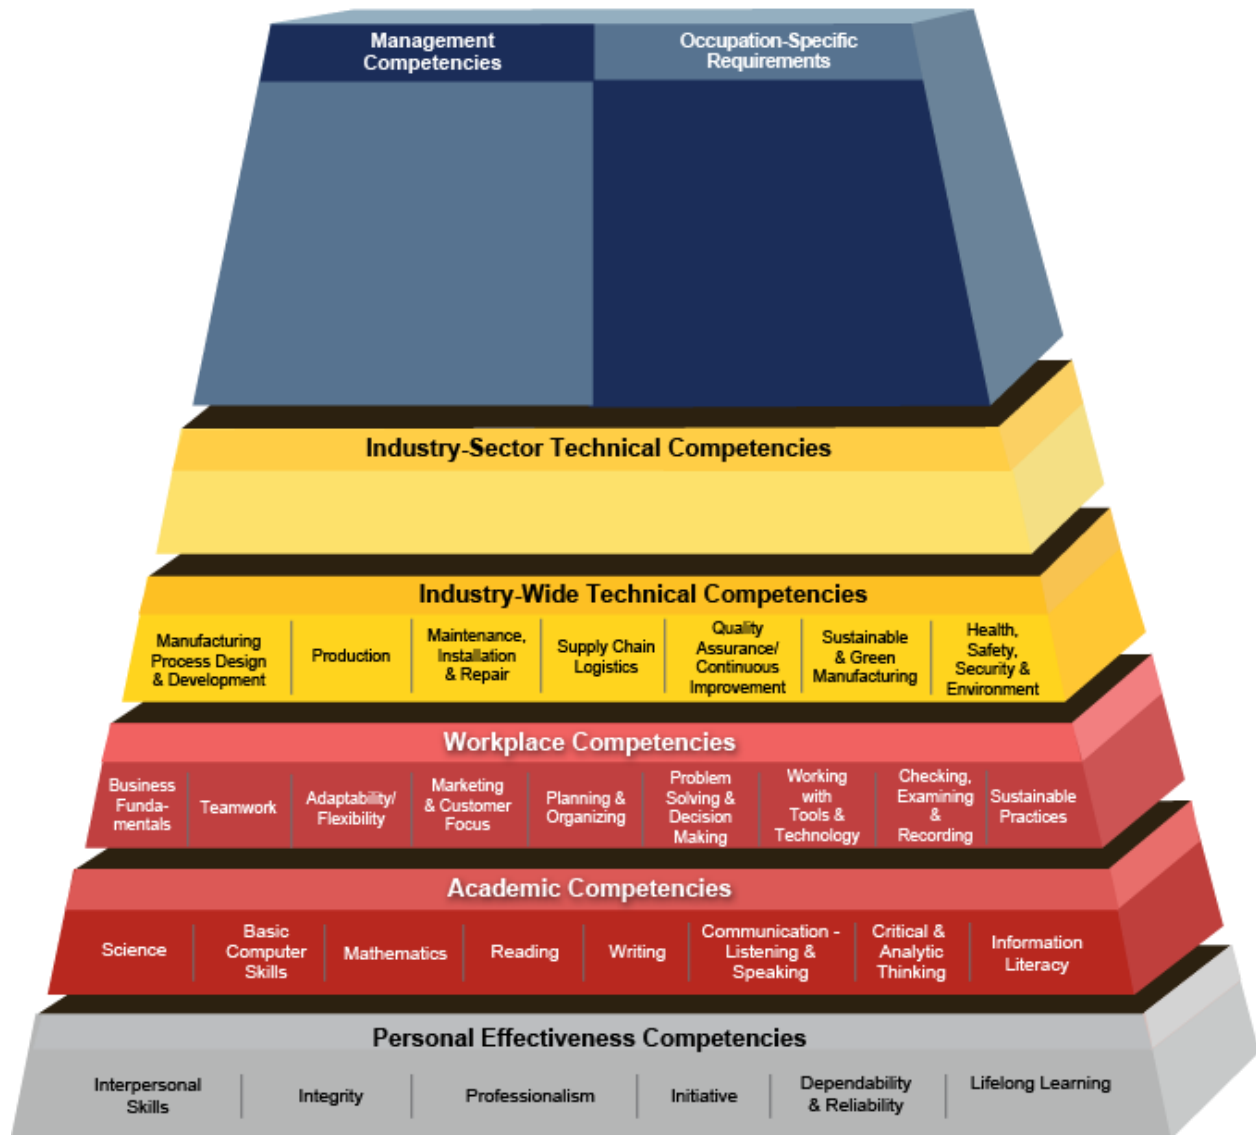 Management
Competencies
Occupation-Specific
Requirements
Industry-Sector Technical Competencies
Industry-Wide Technical Competencies
Manufacturing
Process Design
& Development
Production
Maintenance,
Installation
& Repair
Supply Chain
Logistics
Quality
Assurance/
Continuous
Improvement
Sustainable
& Green
Manufacturing
Health,
Safety,
Security &
Environment
Workplace Competencies
Business
Funda-
mentals
Teamwork
Adaptability/
Flexibility
Marketing
& Customer
Focus
Planning &
Organizing
Problem
Solving &
Decision
Making
Working
with
Tools &
Technology
Checking,
Examining
&
Recording
Sustainable
Practices
Academic Competencies
Science
Basic
Computer
Skills
Mathematics
Reading
Writing
Communication -
Listening &
Speaking
Critical &
Analytic
Thinking
Information
Literacy
Personal Effectiveness Competencies
Interpersonal
Skills
Integrity
Professionalism
Initiative
Dependability
& Reliability
Lifelong Learning